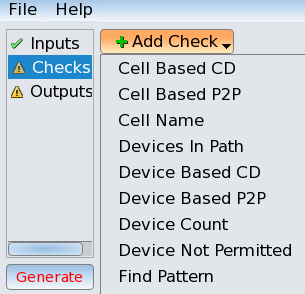 File Help
Inputs
Checks
Outputs
Generate
Add Check
Cell Based CD
Cell Based P2P
Cell Name
Devices In Path
Device Based CD
Device Based P2P
Device Count
Device Not Permitted
Find Pattern